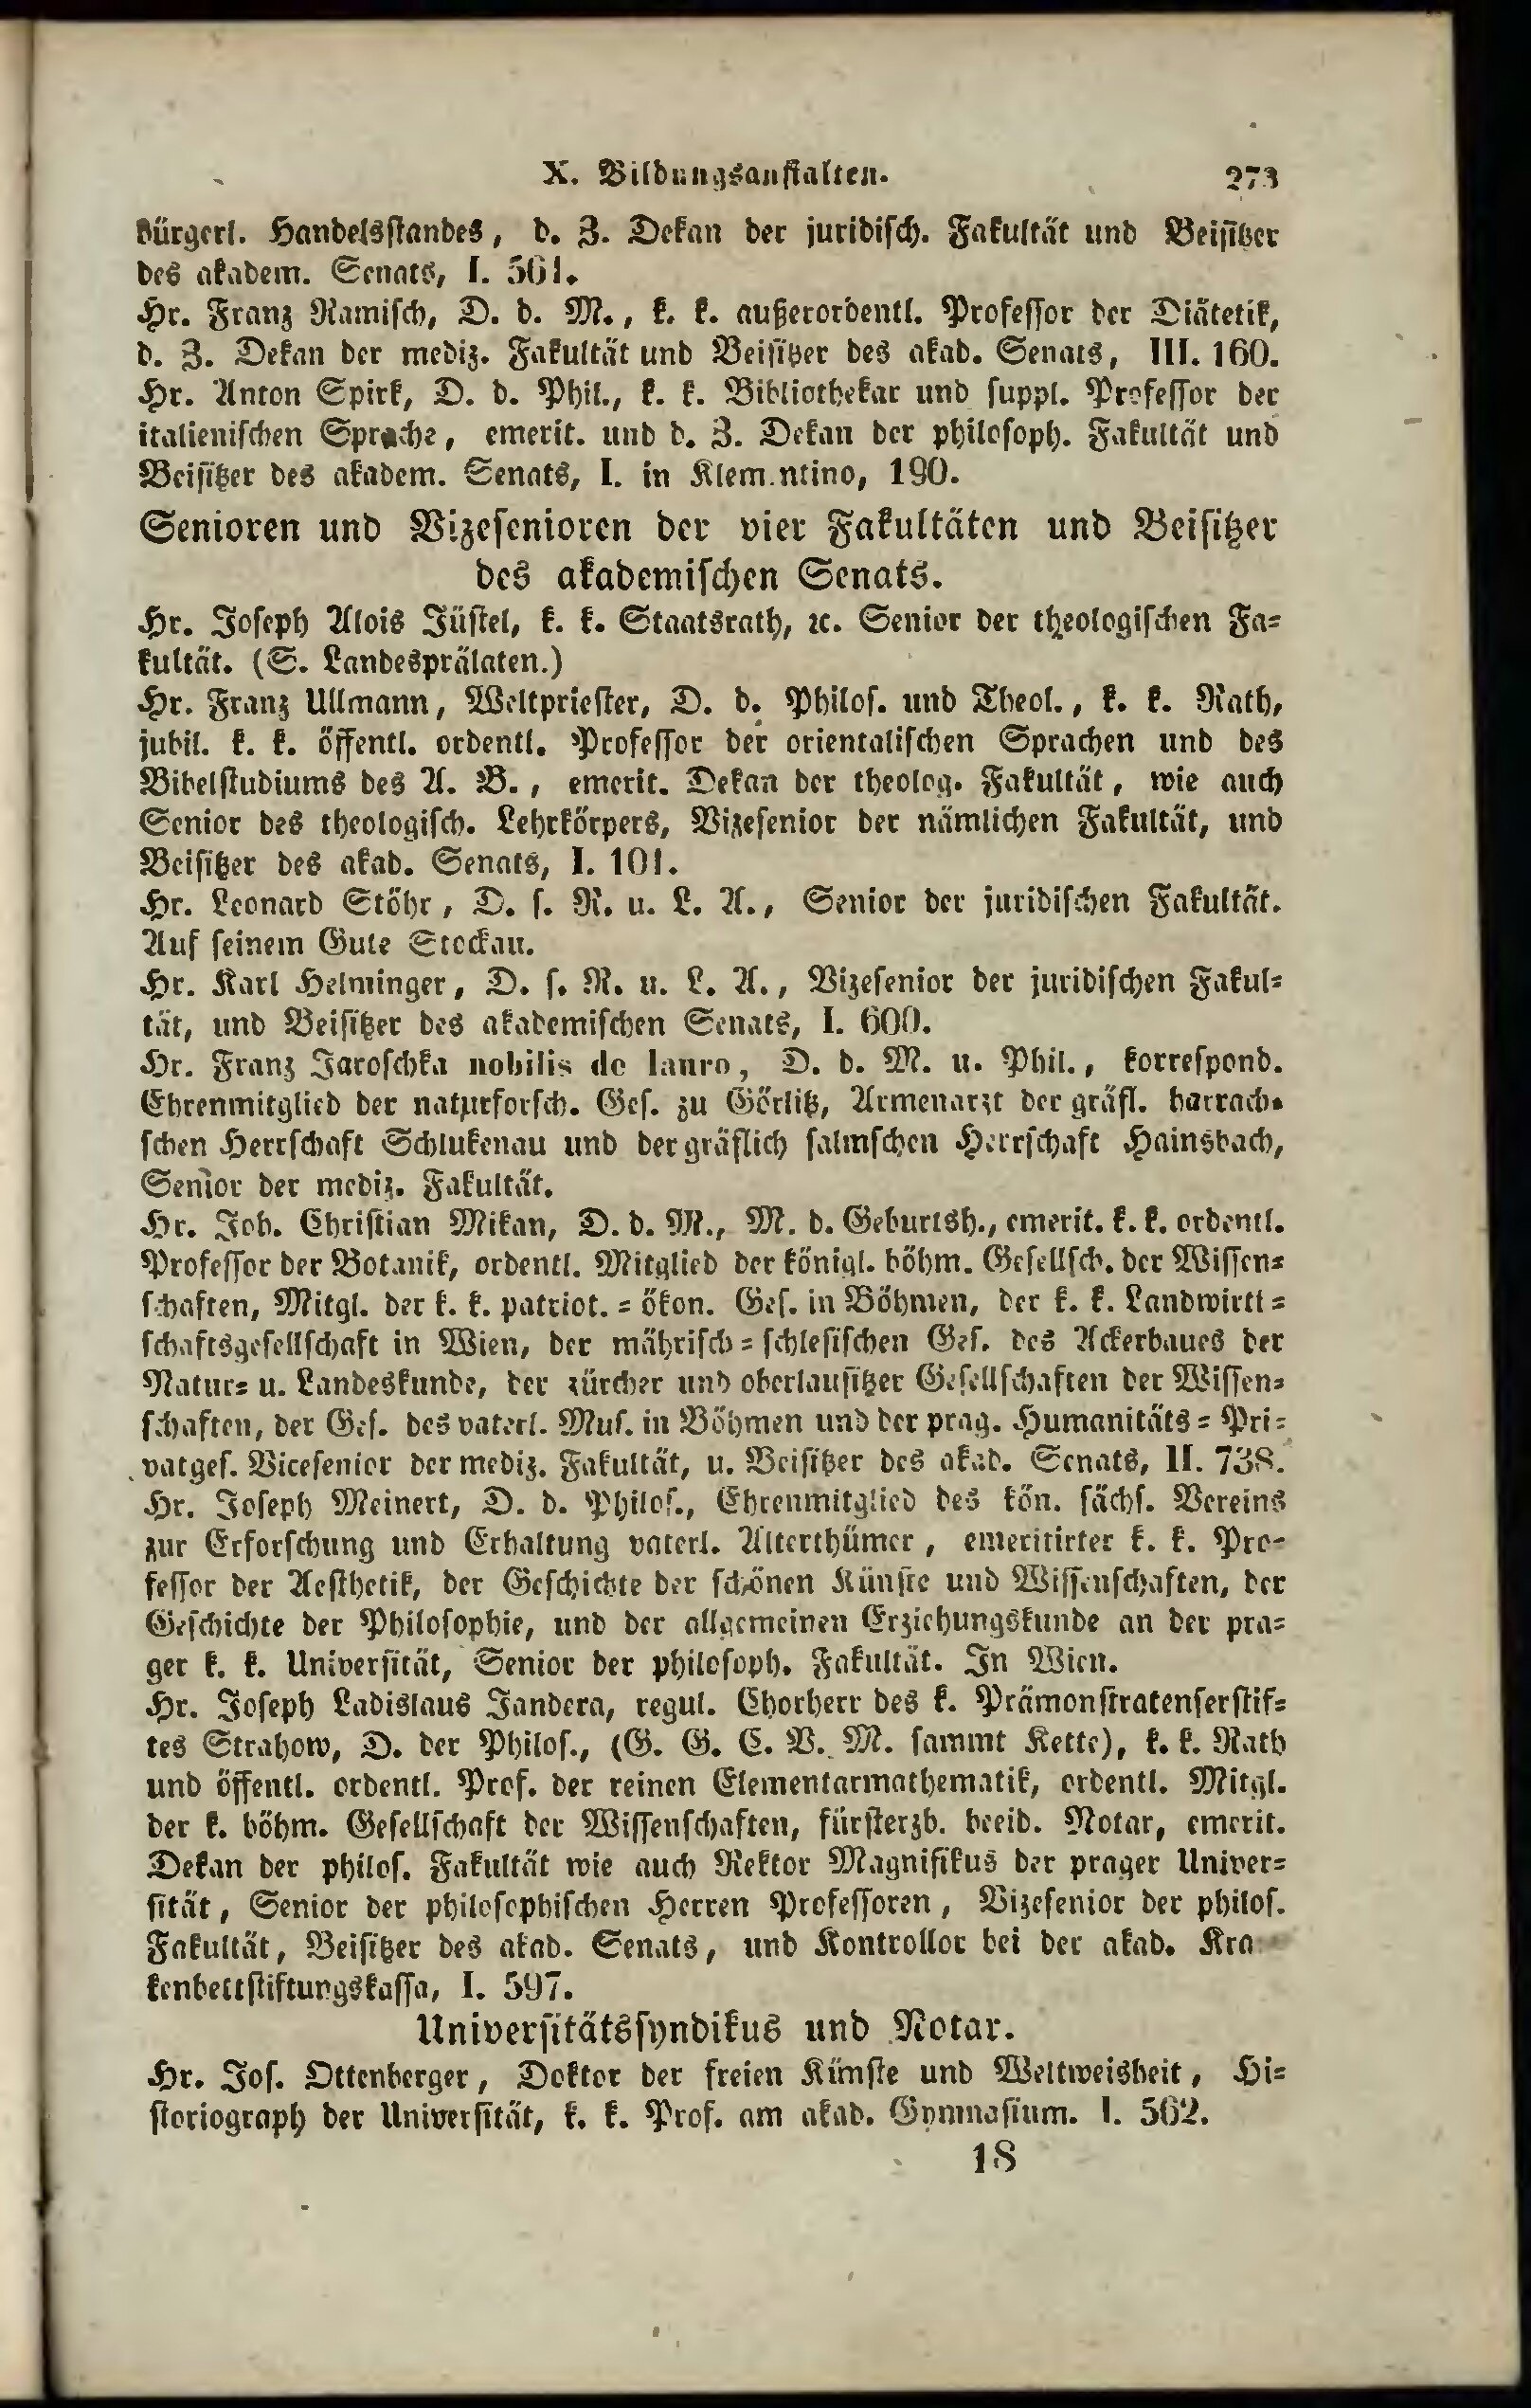 X. Bildungsanstalten. 273
bürgerl. Handelsstandes, d. Z. Dekan der juridisch. Fakultät und Beisitzer
des akadem. Senats, I. 561.
Hr. Franz Ramisch, D. d. M., k. k. außerordentl. Professor der Diätetik,
d. Z. Dekan der mediz. Fakultät und Beisitzer des akad. Senats, III. 160.
Hr. Anton Spirk, D. d. Phil., k. k. Bibliothekar und suppl. Professor der
italienischen Sprache, emerit. und d. Z. Dekan der philosoph. Fakultät und
Beisitzer des akadem. Senats, I. in Klem.ntino, 190.
Senioren und Vizesenioren der vier Fakultäten und Beisitzer
des akademischen Senats.
Hr. Joseph Alois Jüstel, k. k. Staatsrath, ꝛc. Senior der theologischen Fa-
kultät. (S. Landesprälaten.)
Hr. Franz Ullmann, Weltpriester, D. d. Philos. und Theol., k. k. Rath,
jubil. k. k. öffentl. ordentl. Professor der orientalischen Sprachen und des
Bibelstudiums des A. B., emerit. Dekan der theolog. Fakultät, wie auch
Senior des theologisch. Lehrkörpers, Vizesenior der nämlichen Fakultät, und
Beisitzer des akad. Senats, I. 101.
Hr. Leonard Stöhr, D. s. R. u. L. A., Senior der juridischen Fakultät.
Auf seinem Gute Stockau.
Hr. Karl Helminger, D. s. R. u. L. A., Vizesenior der juridischen Fakul-
tät, und Beisitzer des akademischen Senats, I. 600.
Hr. Franz Jaroschka nobilis de lauro, D. d. M. u. Phil., korrespond.
Ehrenmitglied der naturforsch. Ges. zu Görlitz, Armenarzt der gräfl. harrach-
schen Herrschaft Schlukenau und der gräflich salmschen Herrschaft Hainsbach,
Senior der mediz. Fakultät.
Hr. Joh. Christian Mikan, D. d. M., M. d. Geburtsh., emerit. k. k. ordentl.
Professor der Botanik, ordentl. Mitglied der königl. böhm. Gesellsch. der Wissen-
schaften, Mitgl. der k. k. patriot. - ökon. Ges. in Böhmen, der k. k. Landwirtt-
schaftsgesellschaft in Wien, der mährisch - schlesischen Ges. des Ackerbaues der
Natur- u. Landeskunde, der zürcher und oberlausitzer Gesellschaften der Wissen-
schaften, der Ges. des vaterl. Mus. in Böhmen und der prag. Humanitäts - Pri-
vatges. Vicesenior der mediz. Fakultät, u. Beisitzer des akad. Senats, II. 738.
Hr. Joseph Meinert, D. d. Philos., Ehrenmitglied des kön. sächs. Vereins
zur Erforschung und Erhaltung vaterl. Alterthümer, emeritirter k. k. Pro-
fessor der Aesthetik, der Geschichte der schönen Künste und Wissenschaften, der
Geschichte der Philosophie, und der allgemeinen Erziehungskunde an der pra-
ger k. k. Universität, Senior der philosoph. Fakultät. In Wien.
Hr. Joseph Ladislaus Jandera, regul. Chorherr des k. Prämonstratenserstif-
tes Strahow, D. der Philos., (G. G. C. V. M. sammt Kette), k. k. Rath
und öffentl. ordentl. Prof. der reinen Elementarmathematik, ordentl. Mitgl.
der k. böhm. Gesellschaft der Wissenschaften, fürsterzb. beeid. Notar, emerit.
Dekan der philos. Fakultät wie auch Rektor Magnifikus der prager Univer-
sität, Senior der philosophischen Herren Professoren, Vizesenior der philos.
Fakultät, Beisitzer des akad. Senats, und Kontrollor bei der akad. Kra
kenbettstiftungskassa, I. 597.
Universitätssyndikus und Notar.
Hr. Jos. Ottenberger, Doktor der freien Künste und Weltweisheit, Hi-
storiograph der Universität, k. k. Prof. am akad. Gymnasium. I. 562.
18